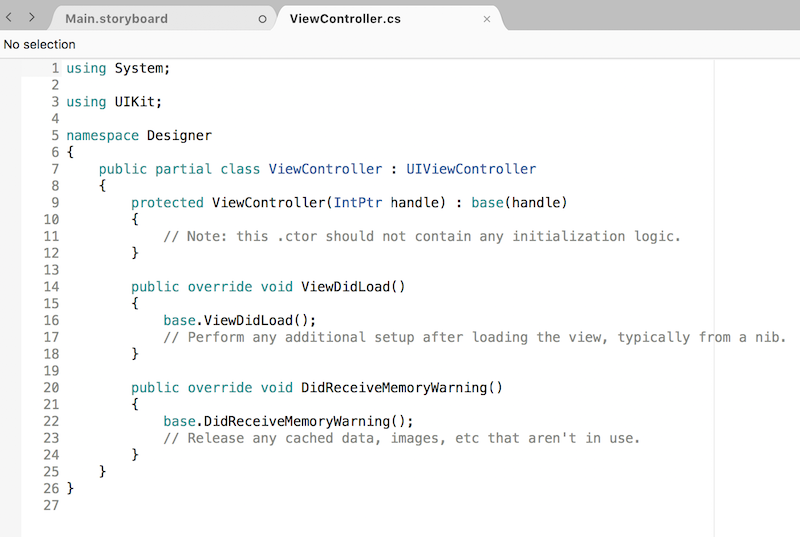 Main.storyboard
ViewController.cs
No selection
1 using System;
2
3 using UIKit;
4
5 namespace Designer
6 {
7     public partial class ViewController : UIViewController
8     {
9         protected ViewController(IntPtr handle) : base(handle)
10         {
11             // Note: this .ctor should not contain any initialization logic.
12         }
13
14         public override void ViewDidLoad()
15         {
16             base.ViewDidLoad();
17             // Perform any additional setup after loading the view, typically from a nib.
18         }
19
20         public override void DidReceiveMemoryWarning()
21         {
22             base.DidReceiveMemoryWarning();
23             // Release any cached data, images, etc that aren't in use.
24         }
25     }
26 }
27